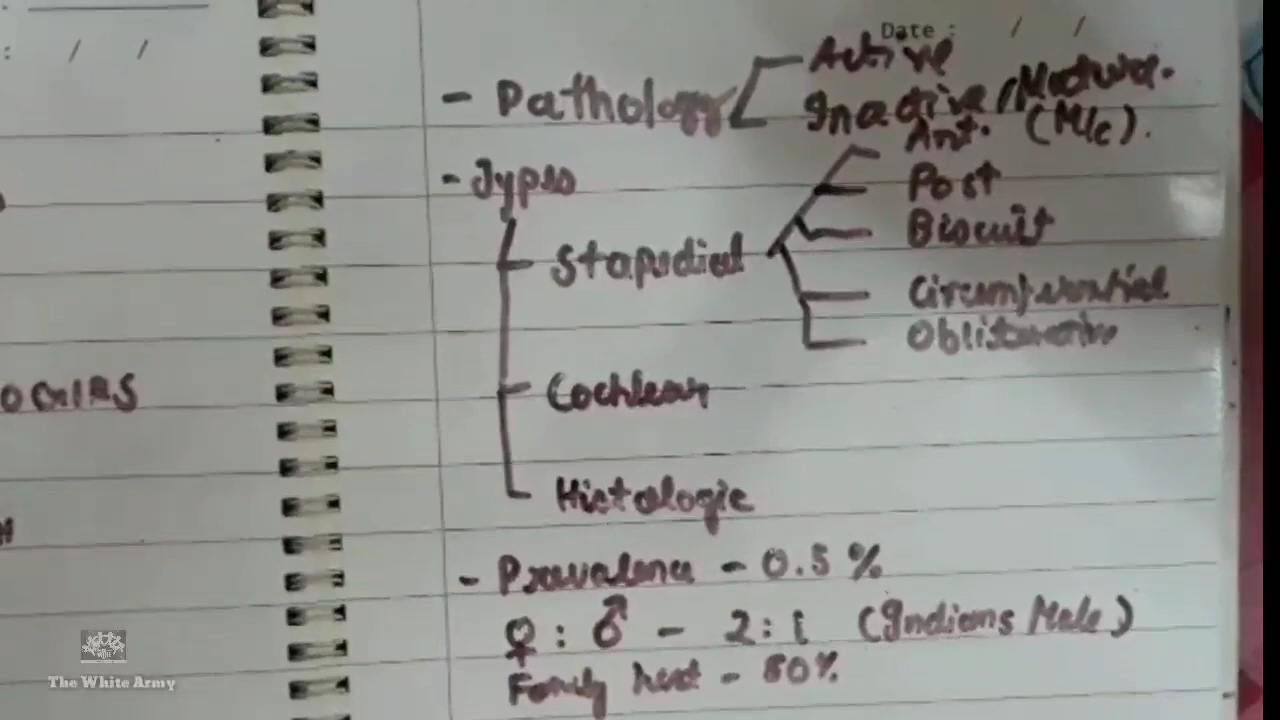 : / /
Date : / /
- Pathology Active
Inactive / Mature.
(M/c).
- Types
Stapedial Ant.
Post
Biscuit
Circumferential
Cochlear
OCNIRS
Histologic
H
- Prevalence - 0.5 %
♀ : ♂ - 2 : 1 (Indians Male)
Family hist - 50%
The White Army